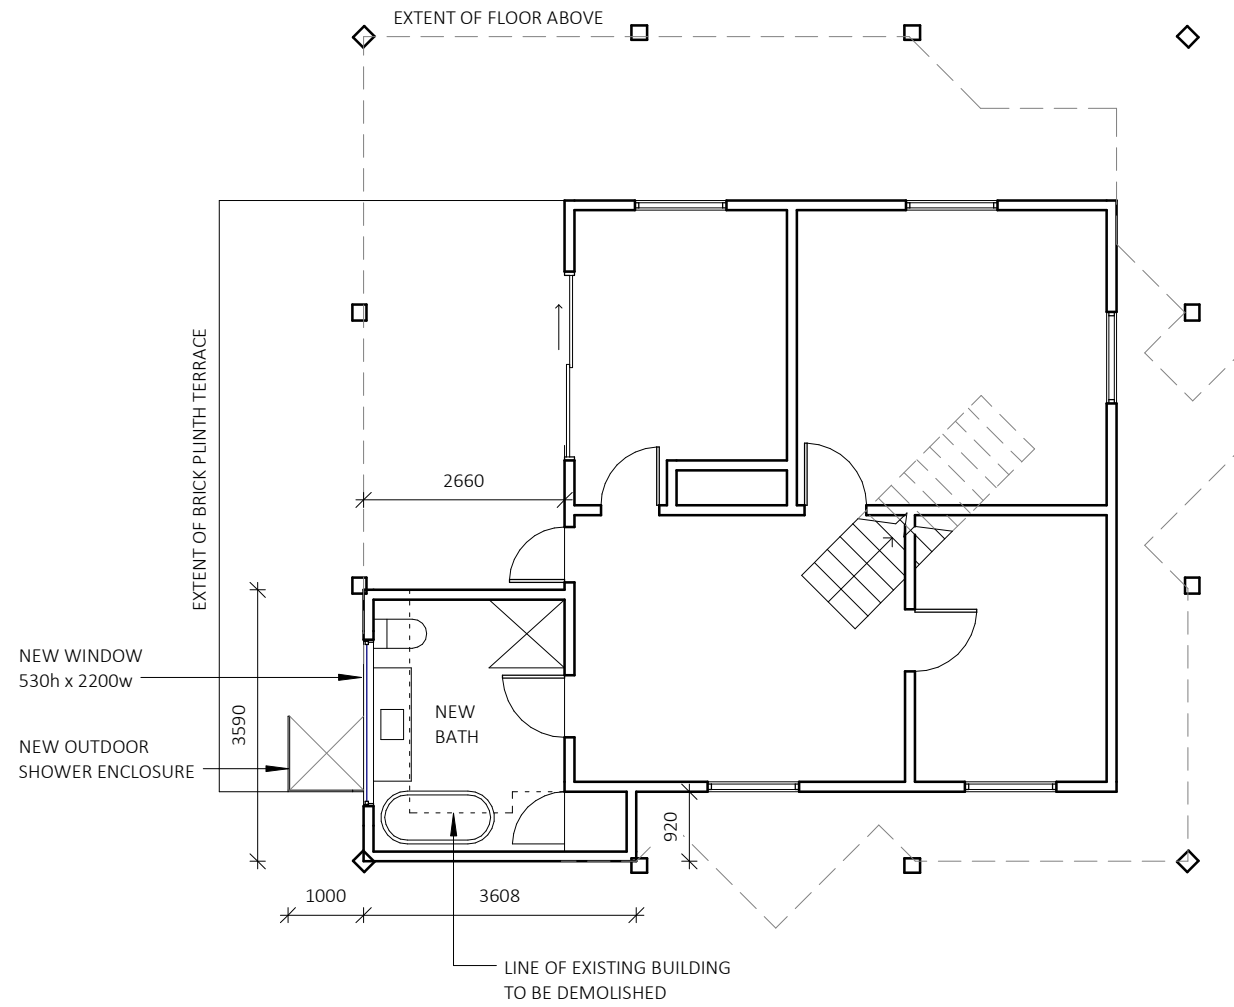 EXTENT OF FLOOR ABOVE
EXTENT OF BRICK PLINTH TERRACE
2660
NEW WINDOW
530h x 2200w
3590
NEW
BATH
NEW OUTDOOR
SHOWER ENCLOSURE
920
1000
3608
LINE OF EXISTING BUILDING
TO BE DEMOLISHED